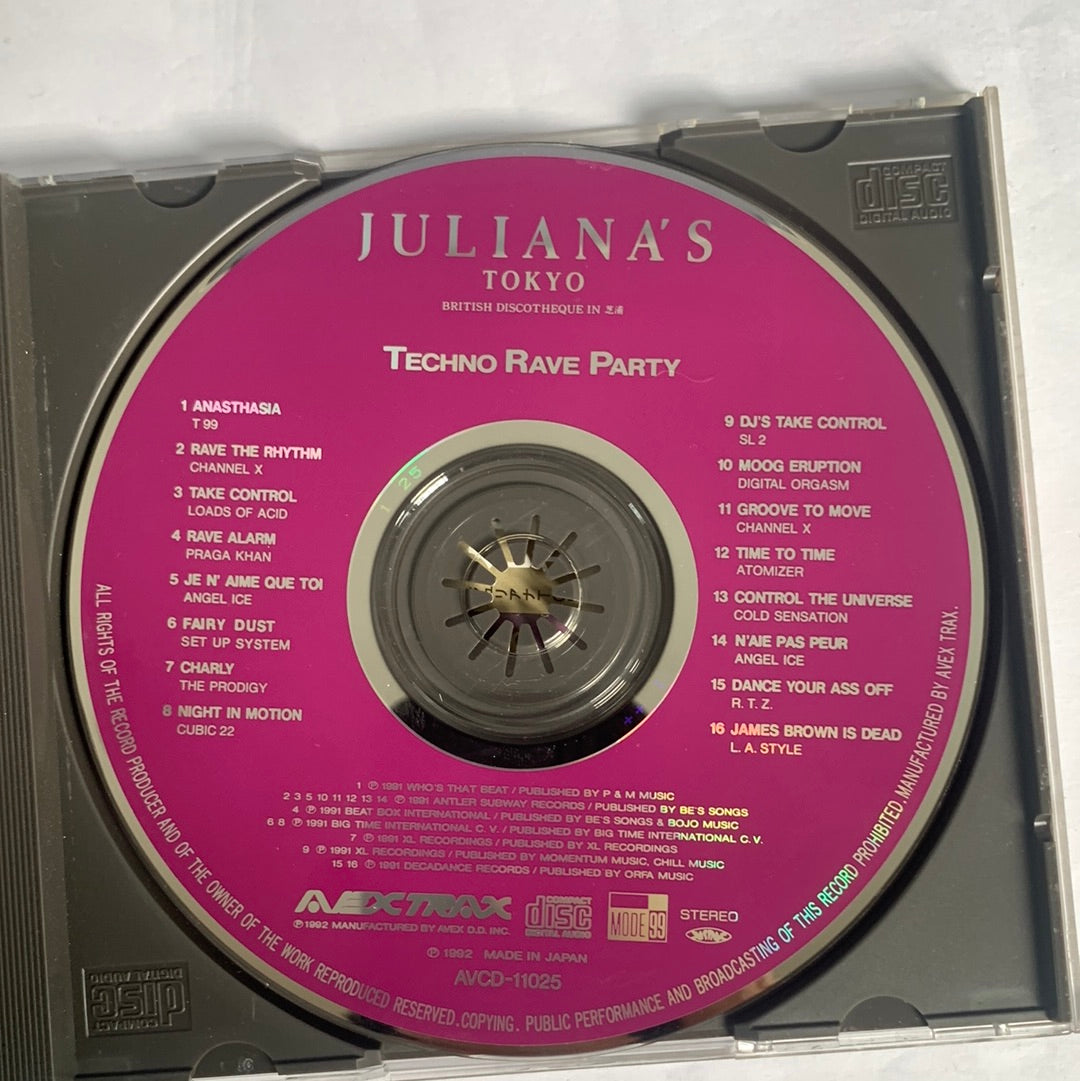 JULIANA'S
TOKYO
BRITISH DISCOTHEQUE IN 芝浦
TECHNO RAVE PARTY
1 ANASTHASIA
T 99
2 RAVE THE RHYTHM
CHANNEL X
3 TAKE CONTROL
LOADS OF ACID
4 RAVE ALARM
PRAGA KHAN
5 JE N' AIME QUE TOI
ANGEL ICE
6 FAIRY DUST
SET UP SYSTEM
7 CHARLY
THE PRODIGY
8 NIGHT IN MOTION
CUBIC 22
9 DJ'S TAKE CONTROL
SL 2
10 MOOG ERUPTION
DIGITAL ORGASM
11 GROOVE TO MOVE
CHANNEL X
12 TIME TO TIME
ATOMIZER
13 CONTROL THE UNIVERSE
COLD SENSATION
14 N'AIE PAS PEUR
ANGEL ICE
15 DANCE YOUR ASS OFF
R. T. Z.
16 JAMES BROWN IS DEAD
L. A. STYLE
1 ℗ 1991 WHO'S THAT BEAT / PUBLISHED BY P & M MUSIC
2 3 5 10 11 12 13 14 ℗ 1991 ANTLER SUBWAY RECORDS / PUBLISHED BY BE'S SONGS
4 ℗ 1991 BEAT BOX INTERNATIONAL / PUBLISHED BY BE'S SONGS & BOJO MUSIC
6 8 ℗ 1991 BIG TIME INTERNATIONAL C. V. / PUBLISHED BY BIG TIME INTERNATIONAL C. V.
7 ℗ 1991 XL RECORDINGS / PUBLISHED BY XL RECORDINGS
9 ℗ 1991 XL RECORDINGS / PUBLISHED BY MOMENTUM MUSIC, CHILL MUSIC
15 16 ℗ 1991 DECADANCE RECORDS / PUBLISHED BY ORFA MUSIC
AVEX TRAX
℗ 1992 MANUFACTURED BY AVEX D.D. INC.
COMPACT
disc
DIGITAL AUDIO
MODE 99
STEREO
℗ 1992 MADE IN JAPAN
AVCD-11025
ALL RIGHTS OF THE RECORD PRODUCER AND OF THE OWNER OF THE WORK REPRODUCED RESERVED. COPYING. PUBLIC PERFORMANCE AND BROADCASTING OF THIS RECORD PROHIBITED. MANUFACTURED BY AVEX TRAX.
1 25
COMPACT
disc
DIGITAL AUDIO
COMPACT
disc
DIGITAL AUDIO